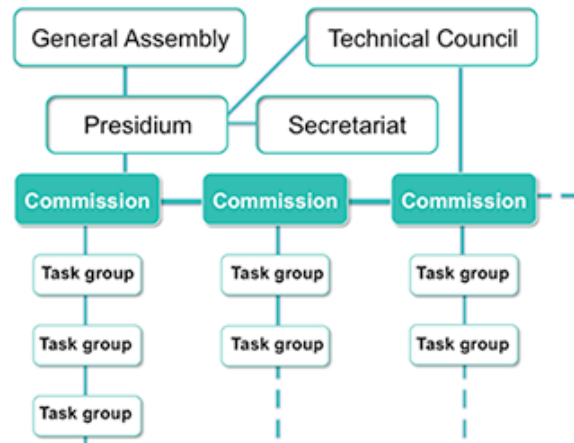 General Assembly
Technical Council
Presidium
Secretariat
Commission
Commission
Commission
Task group
Task group
Task group
Task group
Task group
Task group
Task group